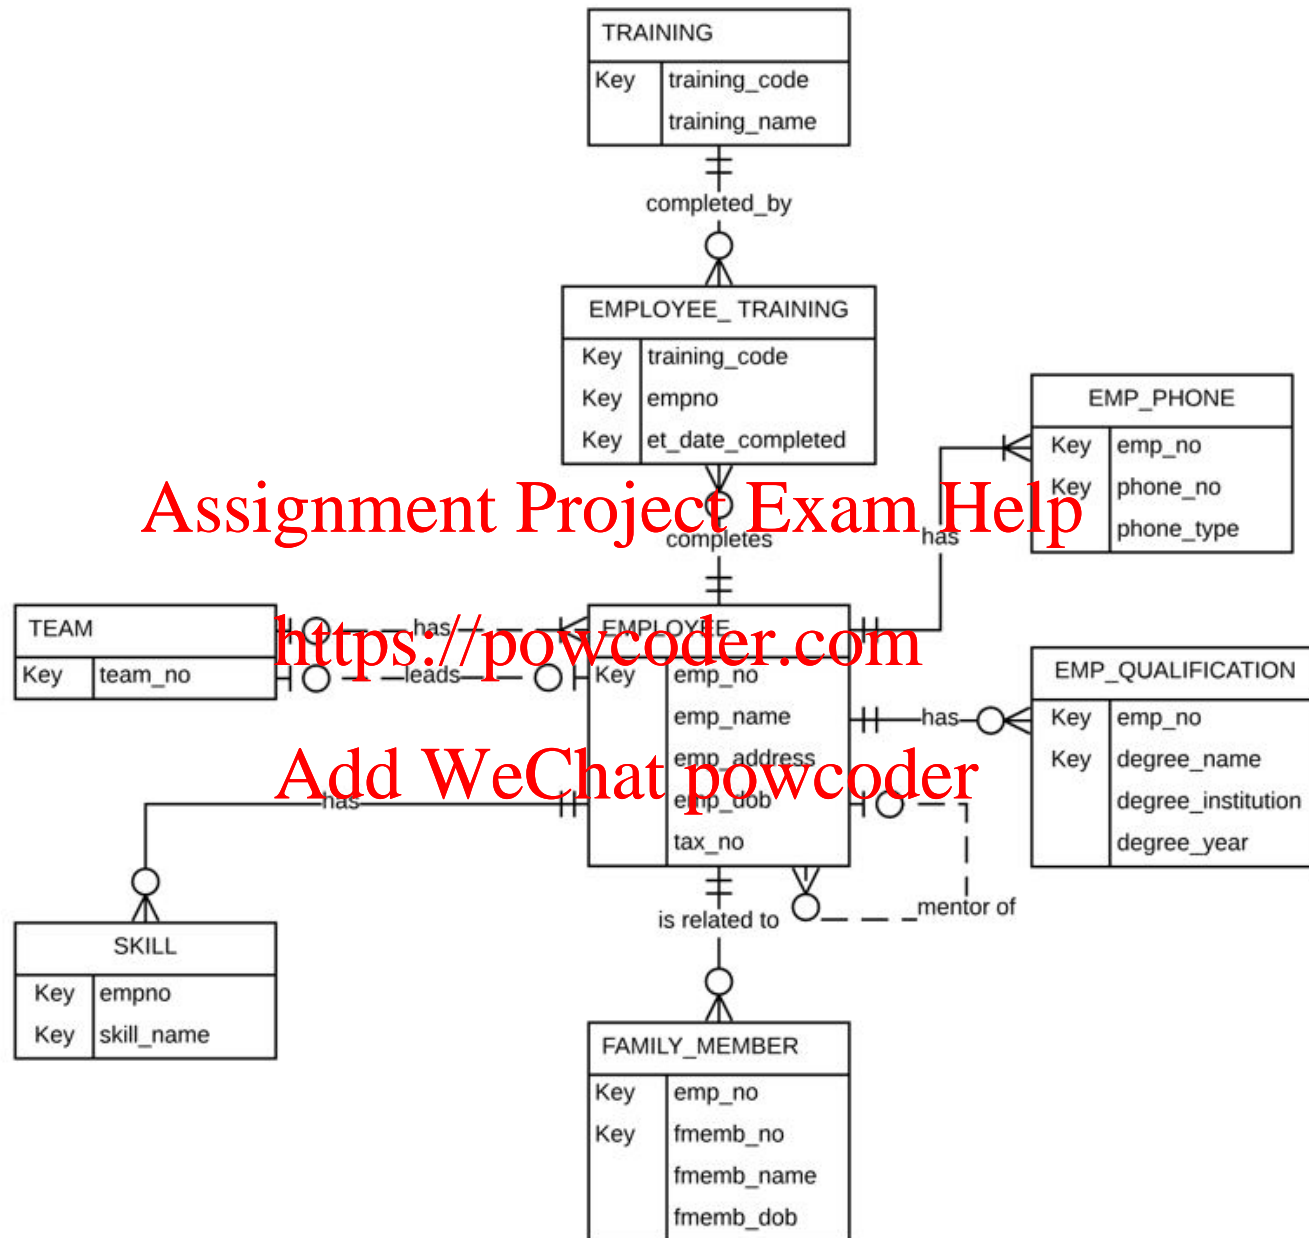 TRAINING
Key training_code
training_name
completed_by
EMPLOYEE_ TRAINING
Key training_code
Key empno
Key et_date_completed
EMP_PHONE
Key emp_no
Key phone_no
phone_type
Assignment Project Exam Help
completes
has
TEAM
Key team_no
has
leads
https://powcoder.com
EMPLOYEE
Key emp_no
emp_name
emp_address
emp_dob
tax_no
EMP_QUALIFICATION
Key emp_no
Key degree_name
degree_institution
degree_year
has
Add WeChat powcoder
has
mentor of
is related to
SKILL
Key empno
Key skill_name
FAMILY_MEMBER
Key emp_no
Key fmemb_no
fmemb_name
fmemb_dob